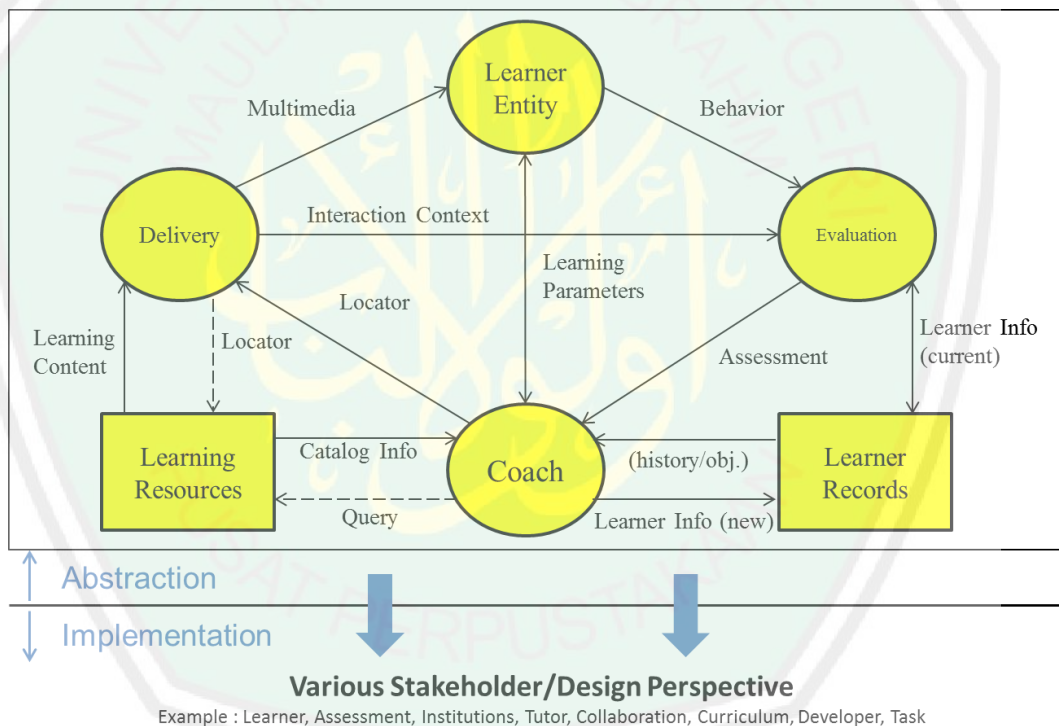 Learner
Entity
Multimedia
Behavior
Delivery
Interaction Context
Evaluation
Learning
Parameters
Locator
Learning
Content
Locator
Assessment
Learner Info
(current)
Learning
Resources
Catalog Info
Query
Coach
(history/obj.)
Learner Info (new)
Learner
Records
Abstraction
Implementation
Various Stakeholder/Design Perspective
Example : Learner, Assessment, Institutions, Tutor, Collaboration, Curriculum, Developer, Task